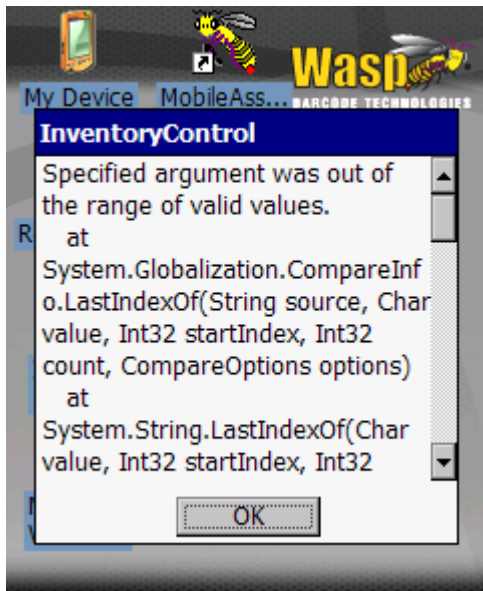 Wasp
My Device MobileAss... BARCODE TECHNOLOGIES
InventoryControl
Specified argument was out of
the range of valid values.
at
System.Globalization.CompareInf
o.LastIndexOf(String source, Char
value, Int32 startIndex, Int32
count, CompareOptions options)
at
System.String.LastIndexOf(Char
value, Int32 startIndex, Int32
OK